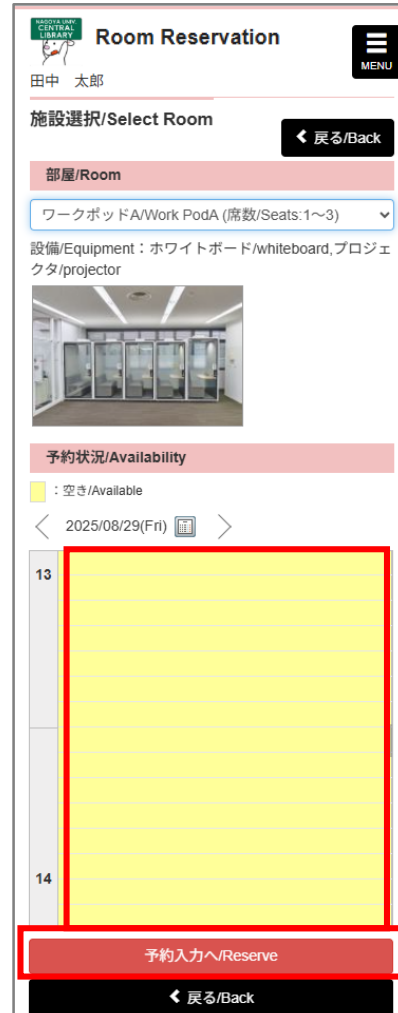 NAGOYA UNIV.
CENTRAL
LIBRARY
Room Reservation
MENU
田中 太郎
施設選択/Select Room
戻る/Back
部屋/Room
ワークポッドA/Work PodA (席数/Seats:1～3)
設備/Equipment：ホワイトボード/whiteboard,プロジェ
クタ/projector
予約状況/Availability
：空き/Available
2025/08/29(Fri)
13
14
予約入力へ/Reserve
戻る/Back